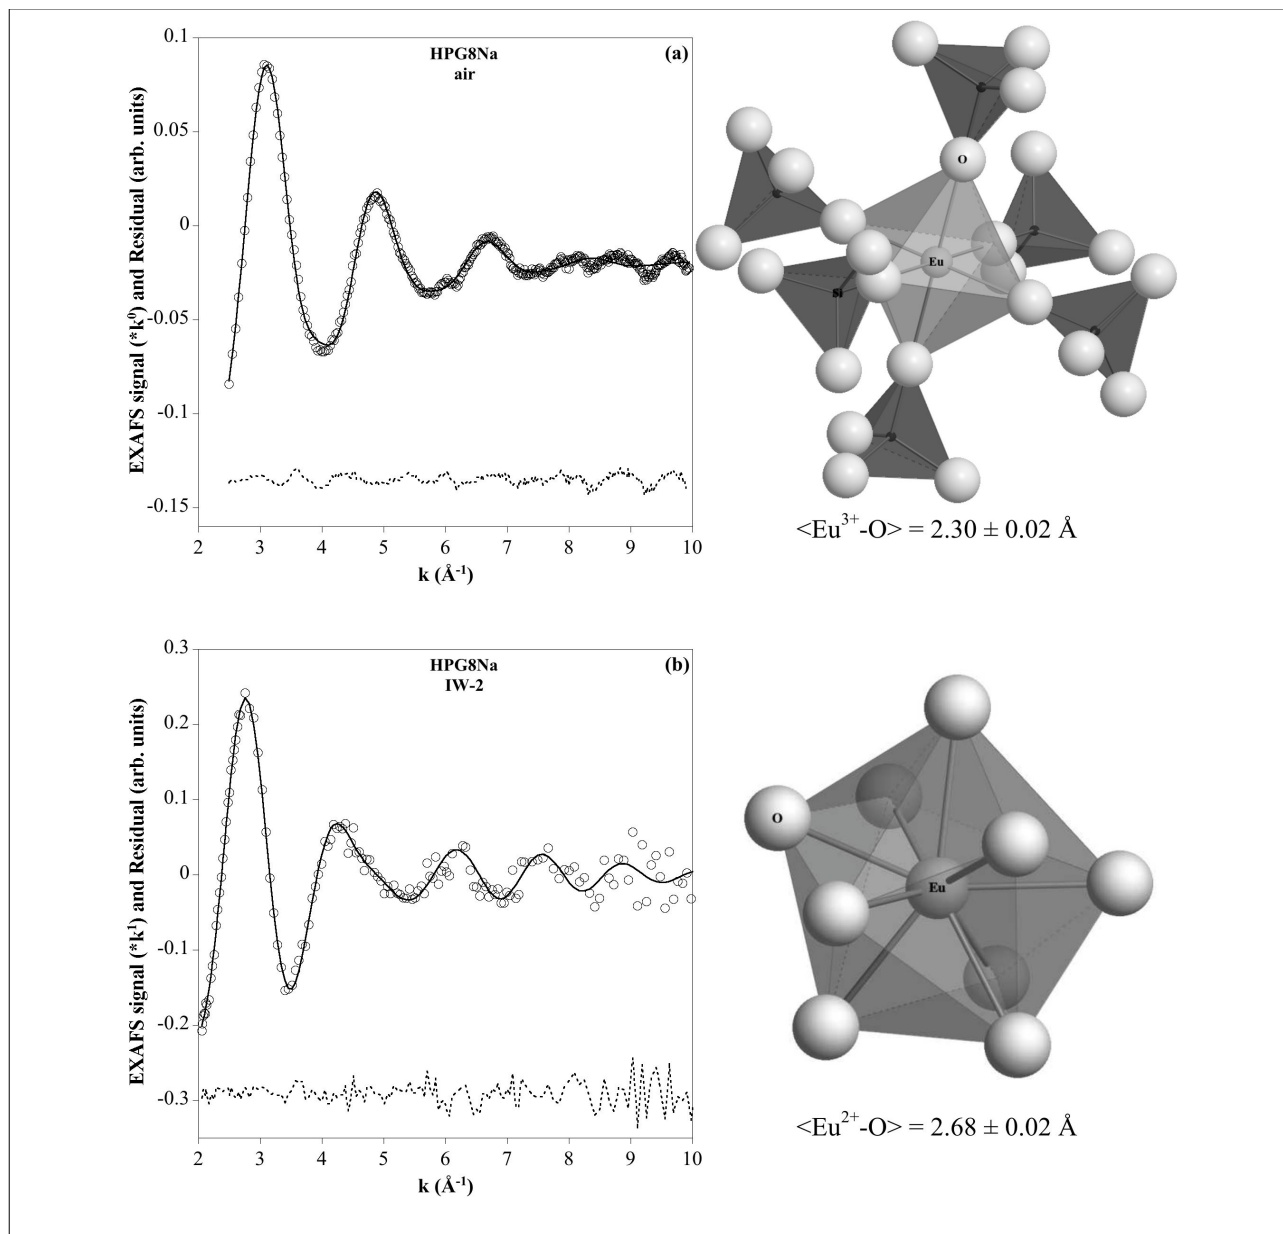 HPG8Na
air
(a)
EXAFS signal (*k⁰) and Residual (arb. units)
0.1
0.05
0
-0.05
-0.1
-0.15
2 3 4 5 6 7 8 9 10
k (Å⁻¹)
O
Eu
Si
<Eu³⁺-O> = 2.30 ± 0.02 Å
HPG8Na
IW-2
(b)
EXAFS signal (*k¹) and Residual (arb. units)
0.3
0.2
0.1
0
-0.1
-0.2
-0.3
2 3 4 5 6 7 8 9 10
k (Å⁻¹)
O
Eu
<Eu²⁺-O> = 2.68 ± 0.02 Å